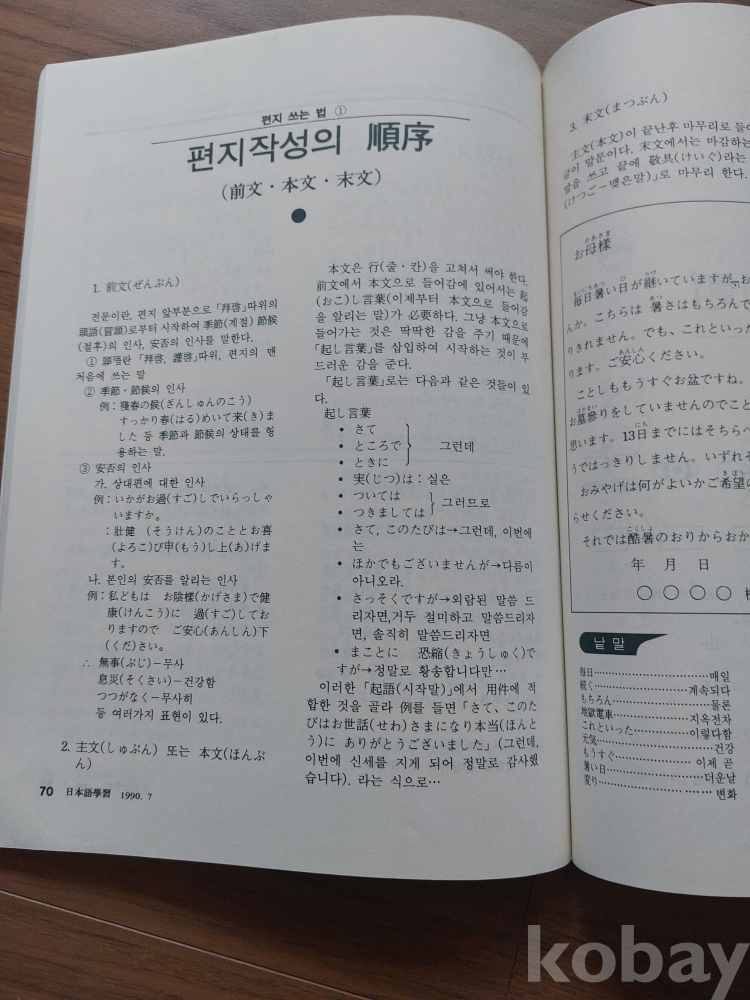 편지 쓰는 법 ①
편지작성의 順序
(前文・本文・末文)
●
1. 前文(ぜんぶん)
전문이란, 편지 앞부분으로 「拜啓」따위의
頭語(冒頭)로부터 시작하여 季節(계절) 節候
(절후)의 인사, 安否의 인사를 말한다.
① 頭語란 「拜啓, 謹啓」따위, 편지의 맨
처음에 쓰는 말
② 季節・節候의 인사
例 : 殘春の候(ざんしゅんのこう)
すっかり春(はる)めいて来(き)ま
した 등 季節과 節候의 상태를 형
용하는 말.
③ 安否의 인사
가. 상대편에 대한 인사
例 : いかがお過(すご)しでいらっしゃ
いますか。
: 壯健 (そうけん)のこととお喜
(よろこ)び申(もう)し上(あ)げま
す。
나. 본인의 安否를 알리는 인사
例 : 私どもは お陰樣(かげさま)で健
康(けんこう)に 過(すご)してお
りますので ご安心(あんしん)下
(くだ)さい。
∴ 無事(ぶじ)－무사
息災(そくさい)－건강함
つつがなく－무사히
등 여러가지 표현이 있다.
2. 主文(しゅぶん) 또는 本文(ほんぶ
ん)
本文은 行(줄・칸)을 고쳐서 써야 한다.
前文에서 本文으로 들어감에 있어서는 起
(おこ)し言葉(이제부터 本文으로 들어감
을 알리는 말)가 必要하다. 그냥 本文으로
들어가는 것은 딱딱한 감을 주기 때문에
「起し言葉」를 삽입하여 시작하는 것이 부
드러운 감을 준다.
「起し言葉」로는 다음과 같은 것들이 있
다.
起し言葉
• さて
• ところで 그런데
• ときに
• 実(じつ)は : 실은
• ついては
• つきましては 그러므로
• さて, このたびは→그런데, 이번에
는
• ほかでもございませんが→다름이
아니오라.
• さっそくですが→외람된 말씀 드
리자면,거두 절미하고 말씀드리자
면, 솔직히 말씀드리자면
• まことに 恐縮(きょうしゅく)で
すが→정말로 황송합니다만…
이러한 「起語(시작말)」에서 用件에 적
합한 것을 골라 例를 들면 「さて、このた
びはお世話(せわ)さまになり本当(ほんと
う)に ありがとうございました」(그런데,
이번에 신세를 지게 되어 정말로 감사했
습니다). 라는 식으로…
70 日本語學習 1990. 7
3. 末文(まつぶん)
主文(本文)이 끝난후 마무리로 들어
글이 말문이다. 末文에서는 마감하는
말을 쓰고 끝에 敬具(けいぐ)라는
(けつご－맺은말)」로 마무리 한다.
お母様
毎日暑い日が継いていますが、お
んか。こちらは 暑さはもちろんで
りきれません。でも、これといった
ります。ご安心ください。
ことしももうすぐお盆ですね。
お墓參りをしていませんのでこと
思います。13日までにはそちらへ
うではっきりしません。いずれそ
おみやげは何がよいかご希望の
らせください。
それでは酷暑のおりからおか
年 月 日
〇〇〇〇 様
낱말
毎日……매일
続く……계속되다
もちろん……물론
地獄電車……지옥전차
これといった……이렇다함
元気……건강
もうすぐ……이제 곧
暑い日……더운날
変り……변화
kobay